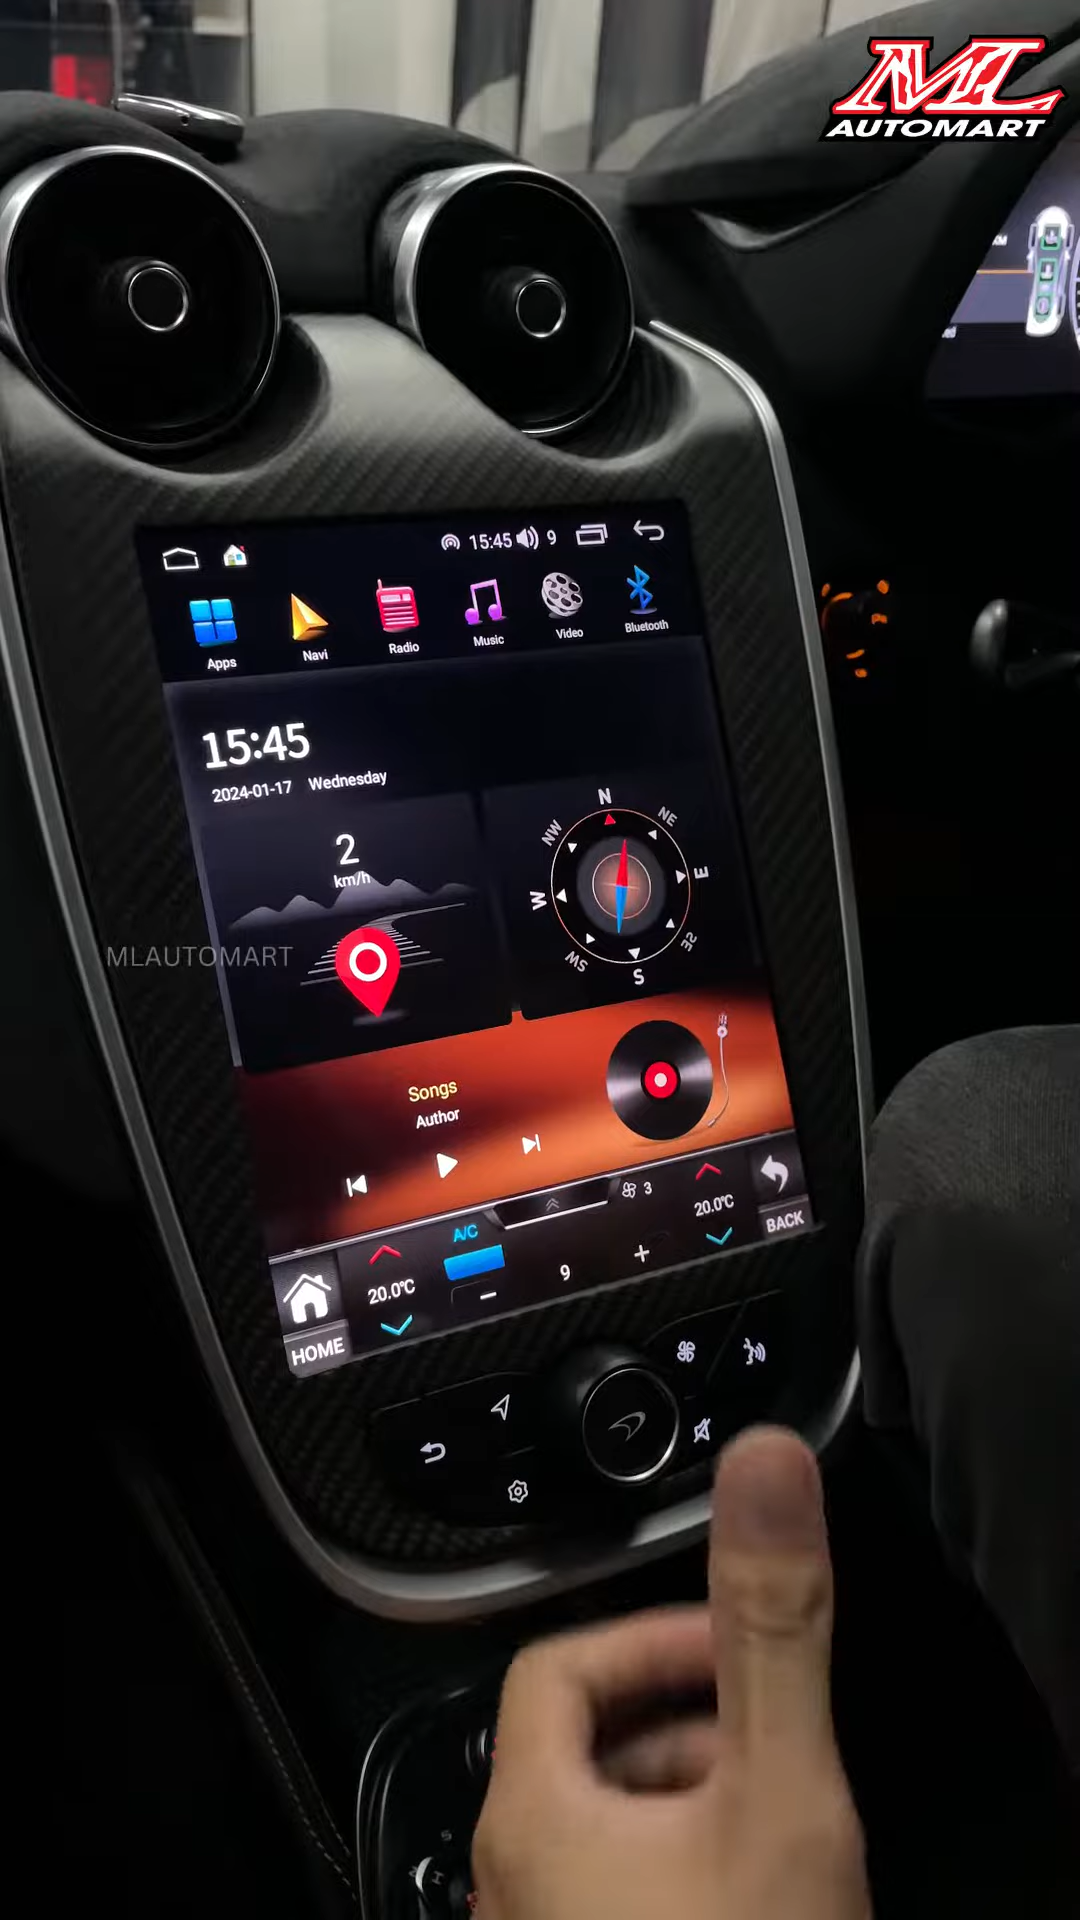 ML
AUTOMART
15:45 9
Apps Navi Radio Music Video Bluetooth
15:45
2024-01-17 Wednesday
2
km/h
N
NE
E
SE
S
SW
W
NW
MLAUTOMART
Songs
Author
A/C
3
20.0°C
20.0°C
− 9 +
HOME
BACK